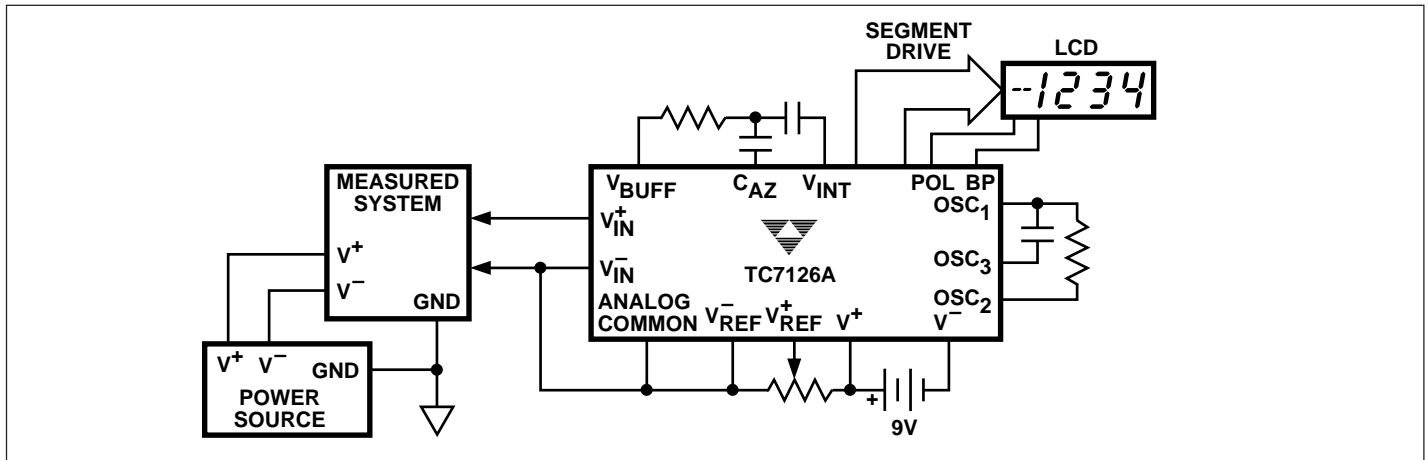 SEGMENT
DRIVE
LCD
--1234
MEASURED
SYSTEM
V+
V–
GND
V+ V– GND
POWER
SOURCE
VBUFF CAZ VINT POL BP
V+IN
V–IN
TC7126A
OSC1
OSC3
OSC2
ANALOG
COMMON
V–REF V+REF V+ V–
+
9V